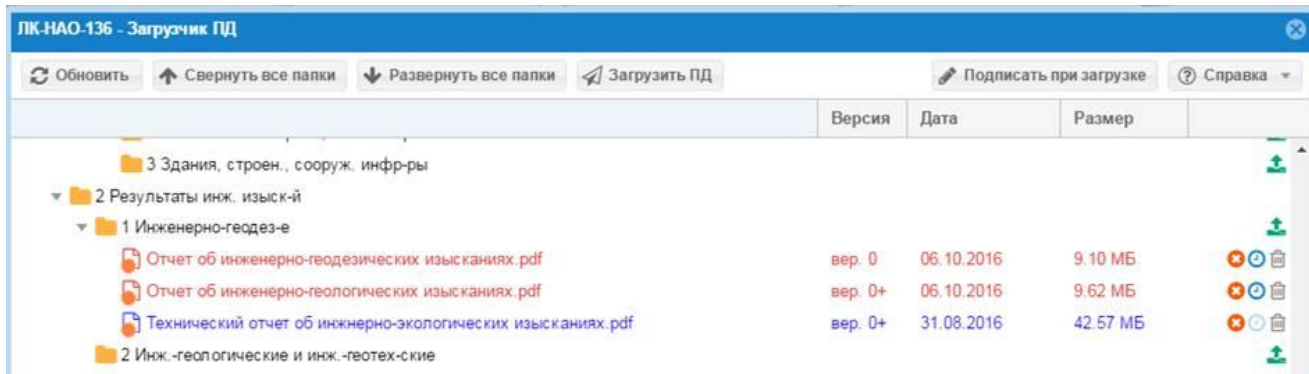 ЛК-НАО-136 - Загрузчик ПД
Обновить Свернуть все папки Развернуть все папки Загрузить ПД Подписать при загрузке Справка
Версия Дата Размер
3 Здания, строен., сооруж. инфр-ры
2 Результаты инж. изыск-й
1 Инженерно-геодез-е
Отчет об инженерно-геодезических изысканиях.pdf вер. 0 06.10.2016 9.10 МБ
Отчет об инженерно-геологических изысканиях.pdf вер. 0+ 06.10.2016 9.62 МБ
Технический отчет об инжнерно-экологических изысканиях.pdf вер. 0+ 31.08.2016 42.57 МБ
2 Инж.-геологические и инж.-геотех-ские